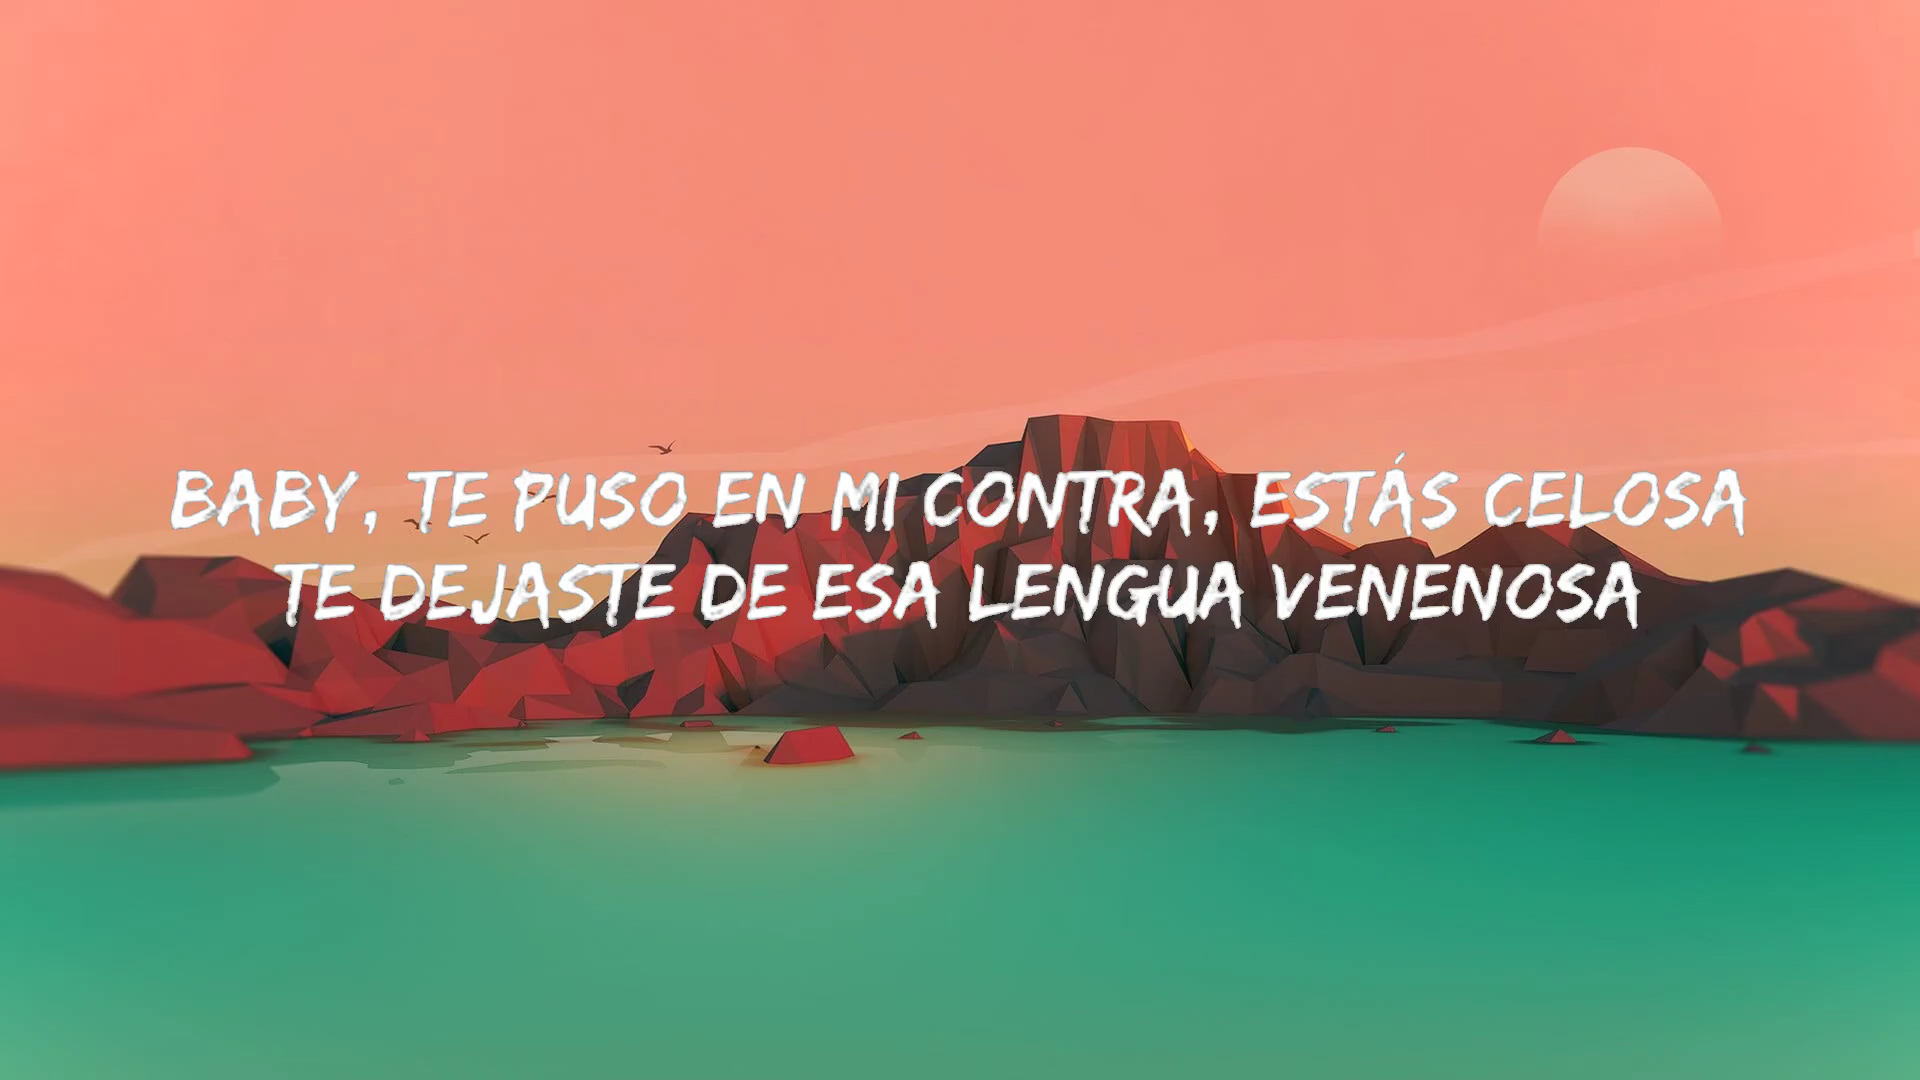 BABY, TE PUSO EN MI CONTRA, ESTÁS CELOSA
TE DEJASTE DE ESA LENGUA VENENOSA